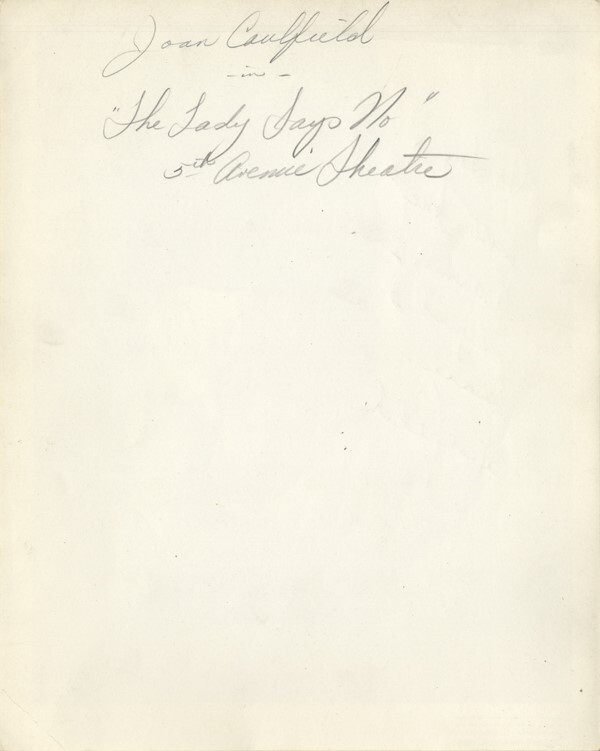 Joan Caulfield
- in -
"The Lady Says No"
5th Avenue Theatre